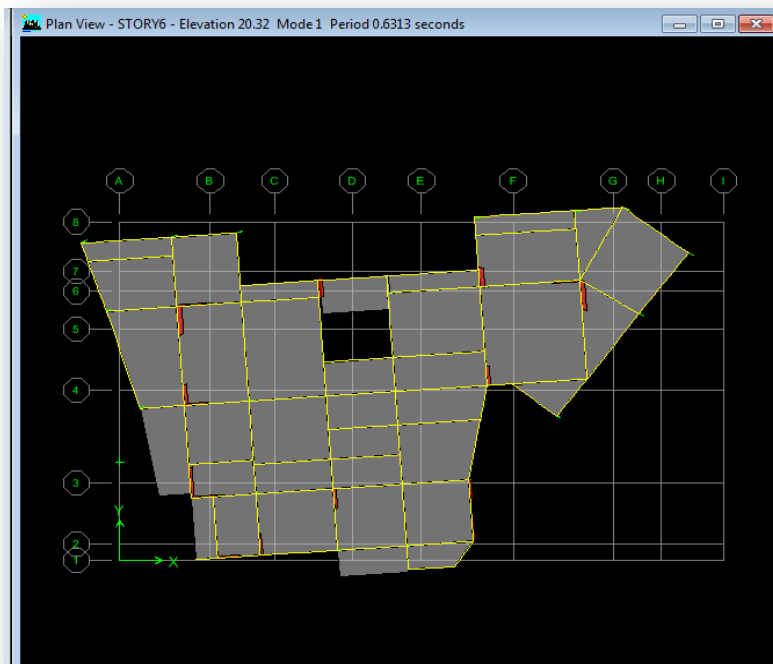 Plan View - STORY6 - Elevation 20.32 Mode 1 Period 0.6313 seconds
A B C D E F G H I
8
7
6
5
4
3
Y
2
1
X